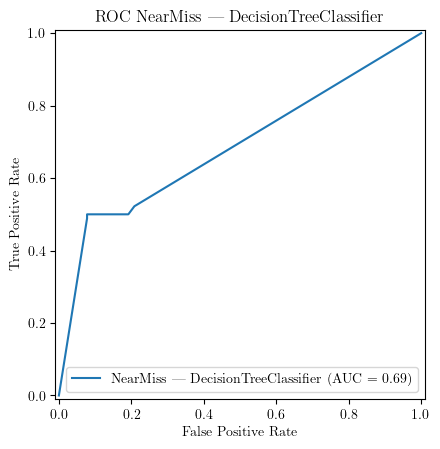 ROC NearMiss — DecisionTreeClassifier
1.0
0.8
0.6
0.4
0.2
0.0
True Positive Rate
NearMiss — DecisionTreeClassifier (AUC = 0.69)
0.0 0.2 0.4 0.6 0.8 1.0
False Positive Rate